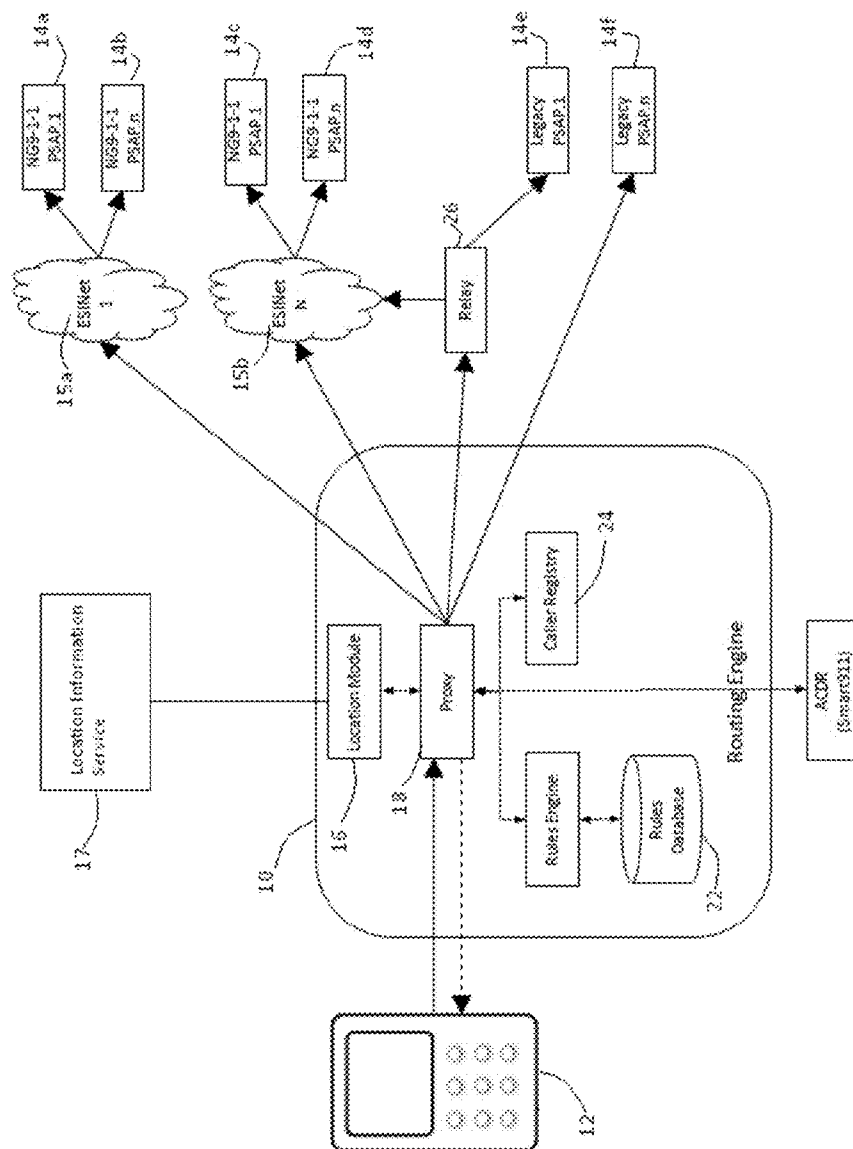 Location Information
Service
17
10
Location Module
16
Proxy
18
Rules Engine
Rules
Database
22
Caller Registry
24
Routing Engine
ACDR
(Smart911)
12
ESINet
1
15a
ESINet
N
15b
Relay
26
NG9-1-1
PSAP 1
14a
NG9-1-1
PSAP n
14b
NG9-1-1
PSAP 1
14c
NG9-1-1
PSAP n
14d
Legacy
PSAP 1
14e
Legacy
PSAP n
14f